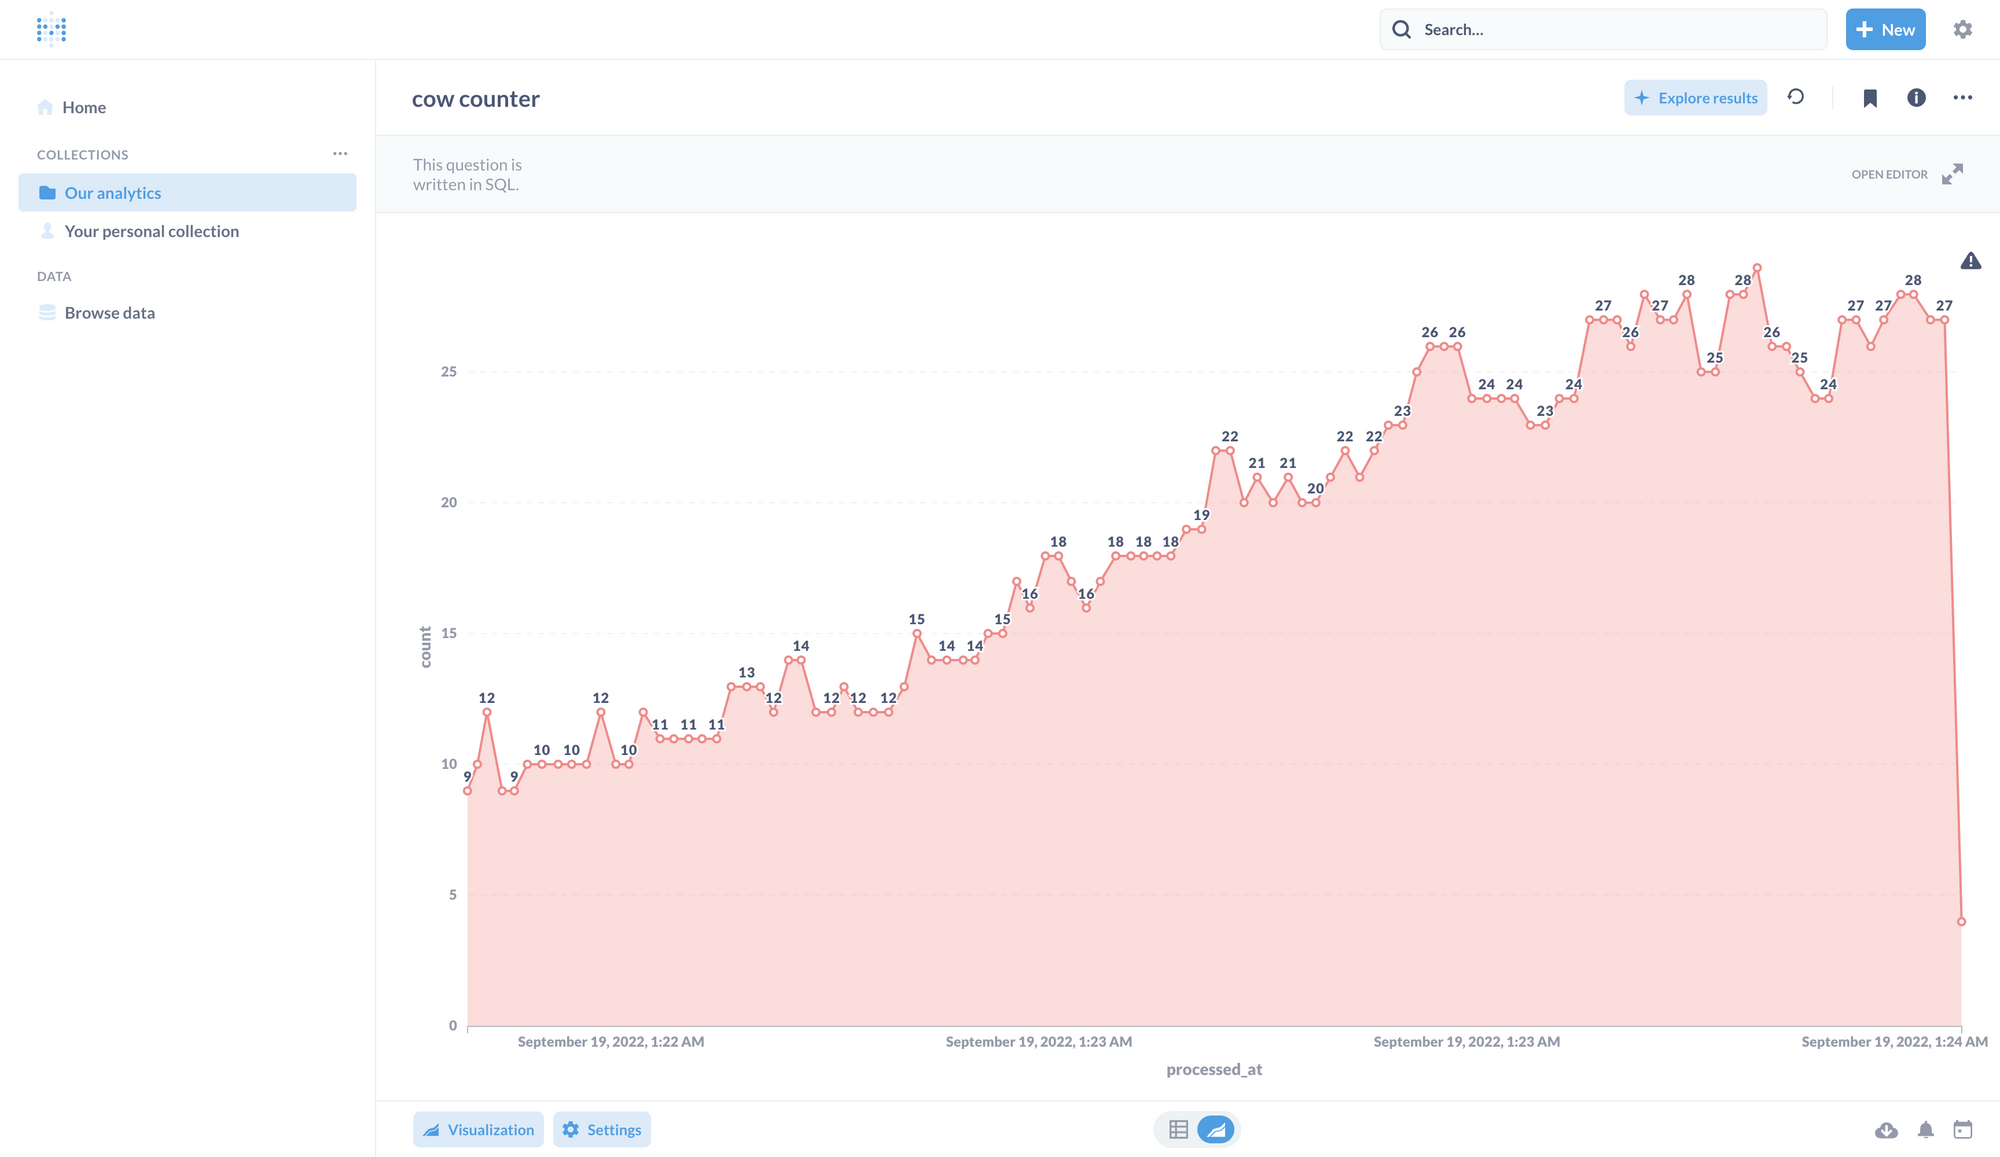 Search...
New
Home
COLLECTIONS
Our analytics
Your personal collection
DATA
Browse data
cow counter
Explore results
This question is
written in SQL.
OPEN EDITOR
count
25
20
15
10
5
0
9
12
9
10
10
12
10
11
11
11
13
12
14
12
12
12
15
14
14
15
16
18
16
18
18
18
19
22
21
21
20
22
22
23
26
26
24
24
23
24
27
26
27
28
25
28
26
25
24
27
27
28
27
September 19, 2022, 1:22 AM
September 19, 2022, 1:23 AM
September 19, 2022, 1:23 AM
September 19, 2022, 1:24 AM
processed_at
Visualization
Settings